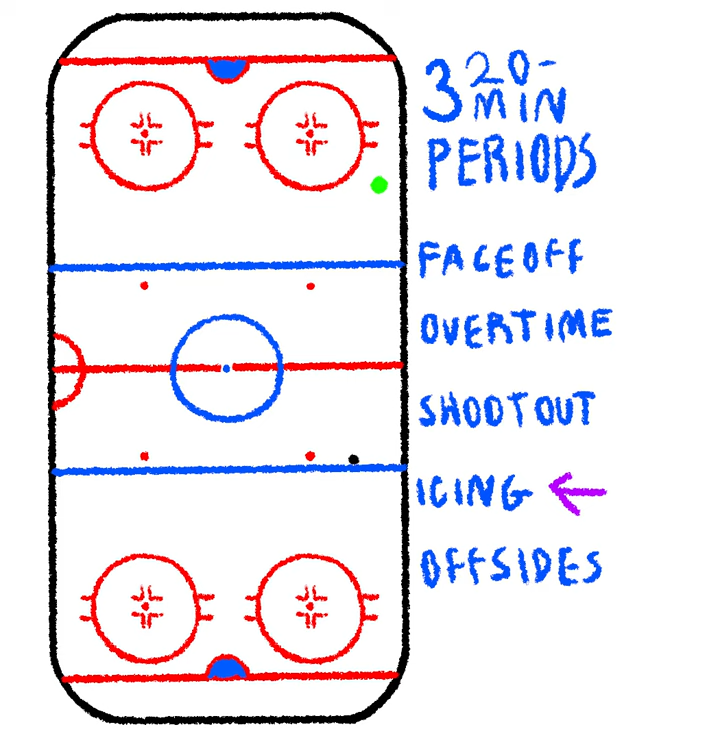 3 20-
MIN
PERIODS
FACEOFF
OVERTIME
SHOOTOUT
ICING
OFFSIDES